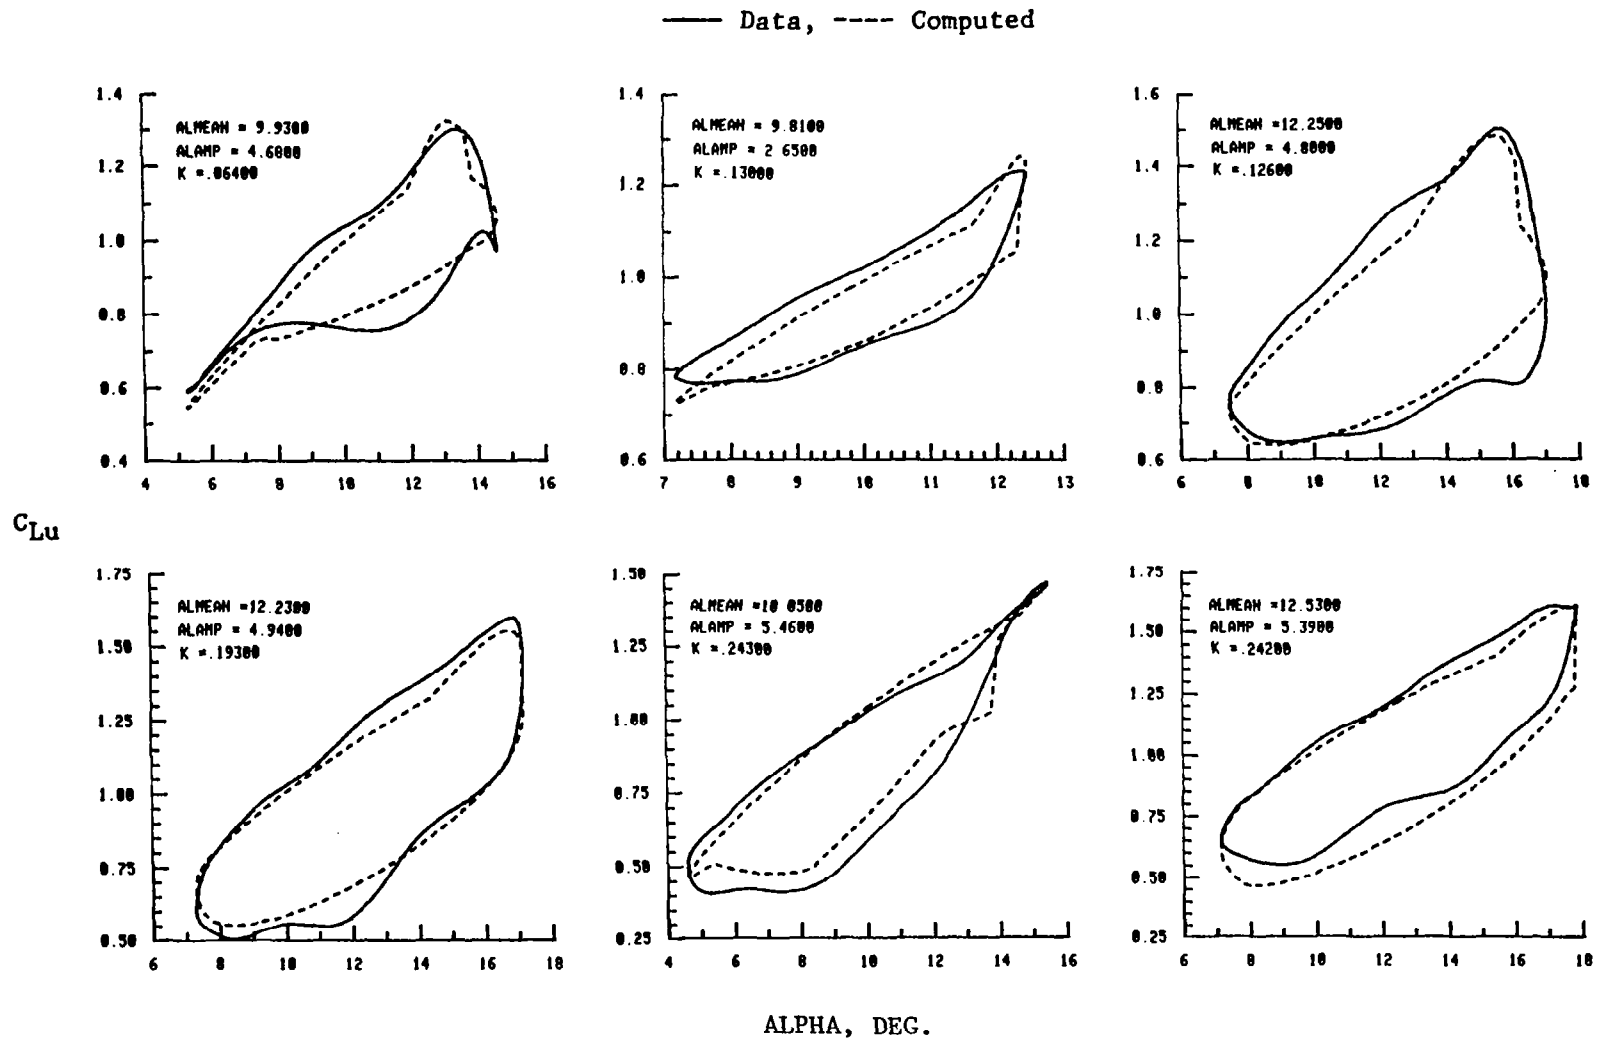 Data, Computed
1.4
1.2
1.0
0.8
0.6
0.4
4 6 8 10 12 14 16
ALMEAN = 9.9300
ALAMP = 4.6800
K =.06400
1.4
1.2
1.0
0.8
0.6
7 8 9 10 11 12 13
ALMEAN = 9.8100
ALAMP = 2 6500
K =.13000
1.6
1.4
1.2
1.0
0.8
0.6
6 8 10 12 14 16 18
ALMEAN =12.2500
ALAMP = 4.8000
K =.12600
CLu
1.75
1.50
1.25
1.00
0.75
0.50
6 8 10 12 14 16 18
ALMEAN =12.2300
ALAMP = 4.9400
K =.19300
1.50
1.25
1.00
0.75
0.50
0.25
4 6 8 10 12 14 16
ALMEAN =10 0500
ALAMP = 5.4600
K =.24300
1.75
1.50
1.25
1.00
0.75
0.50
0.25
6 8 10 12 14 16 18
ALMEAN =12.5300
ALAMP = 5.3900
K =.24200
ALPHA, DEG.